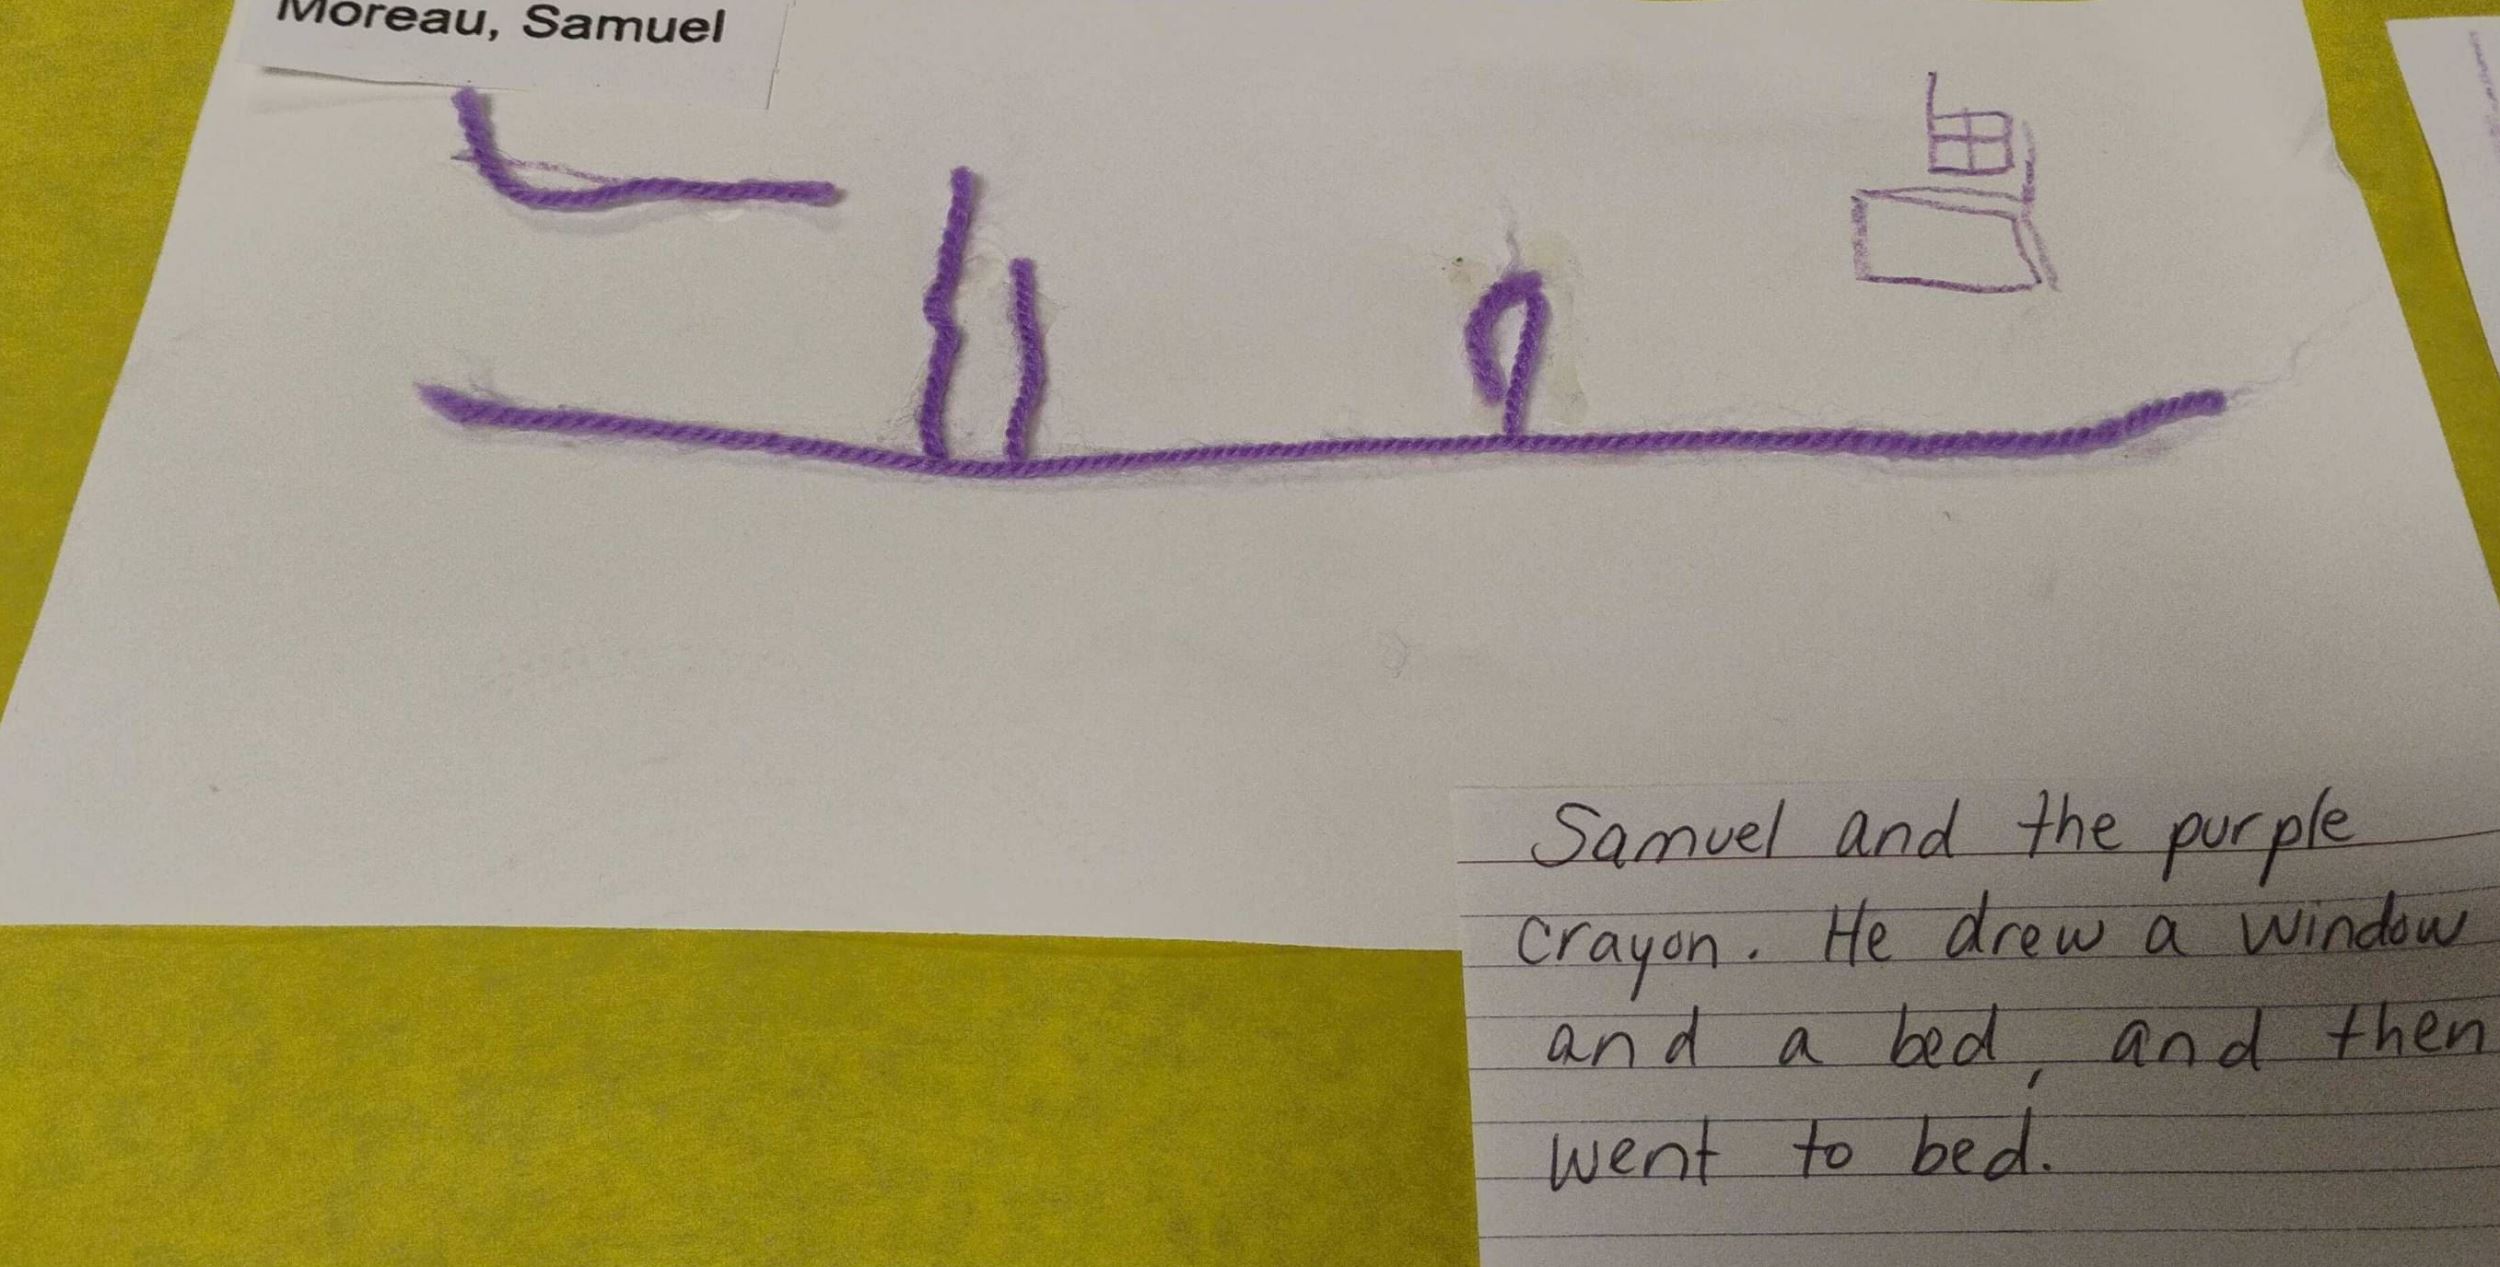 Moreau, Samuel
Samuel and the purple
crayon. He drew a window
and a bed, and then
went to bed.